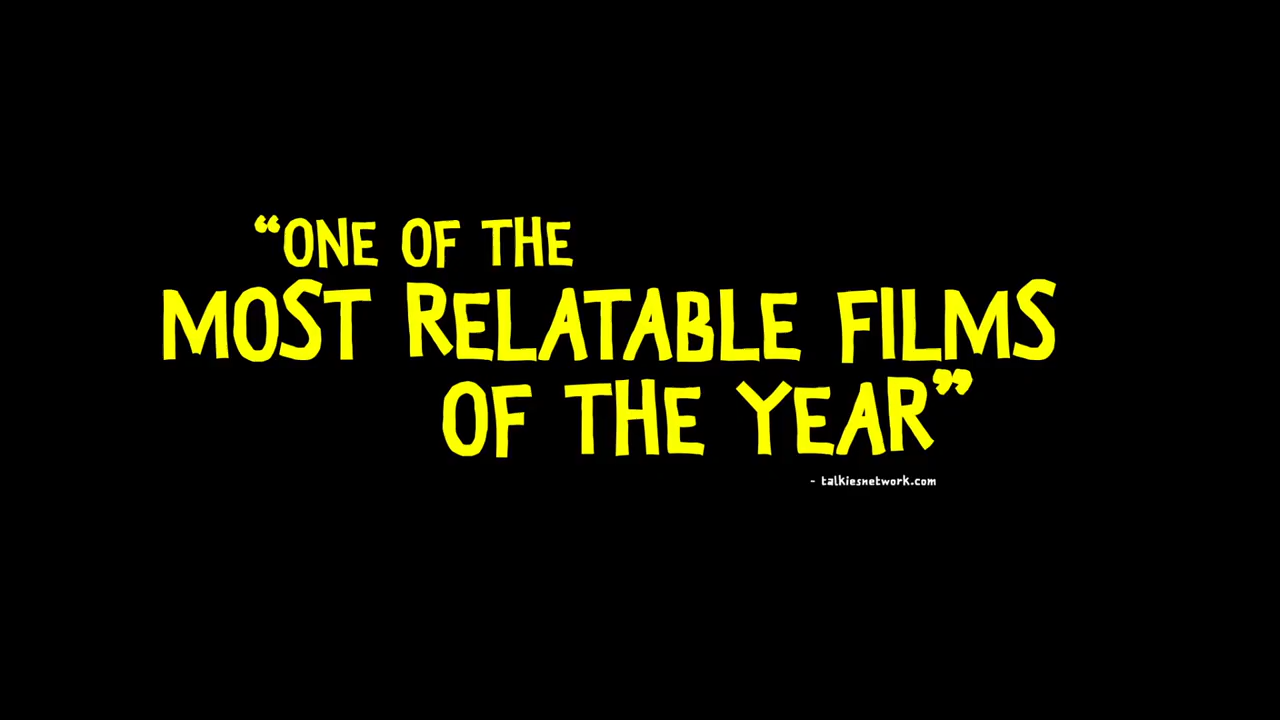 “ONE OF THE
MOST RELATABLE FILMS
OF THE YEAR”
- talkiesnetwork.com